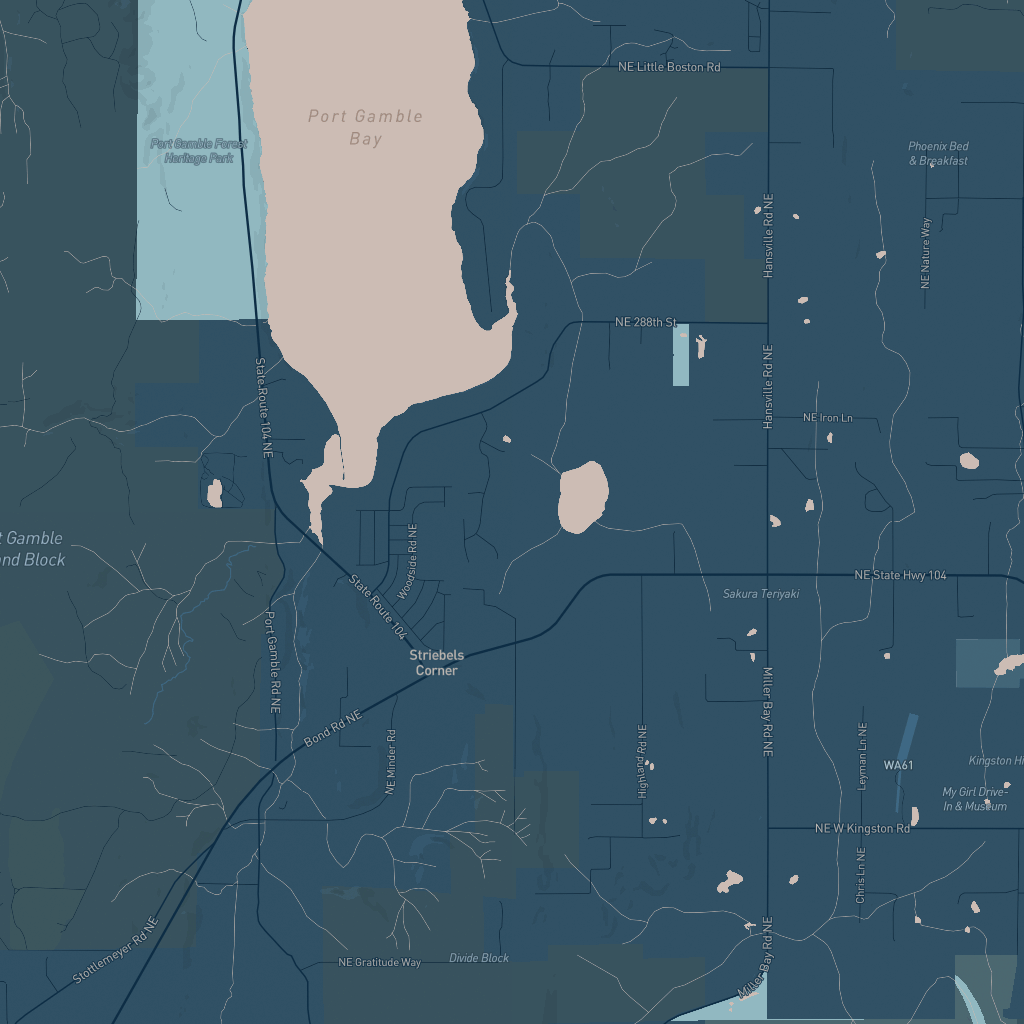 NE Little Boston Rd
Port Gamble
Bay
Port Gamble Forest
Heritage Park
Phoenix Bed
& Breakfast
Hansville Rd NE
NE Nature Way
NE 288th St
Hansville Rd NE
State Route 104 NE
NE Iron Ln
t Gamble
nd Block
Woodside Rd NE
NE State Hwy 104
Sakura Teriyaki
State Route 104
Port Gamble Rd NE
Striebels
Corner
Miller Bay Rd NE
Bond Rd NE
NE Minder Rd
Highland Rd NE
Leyman Ln NE
WA61
Kingston Hi
My Girl Drive-
In & Museum
NE W Kingston Rd
Chris Ln NE
Stottlemeyer Rd NE
NE Gratitude Way
Divide Block
Miller Bay Rd NE